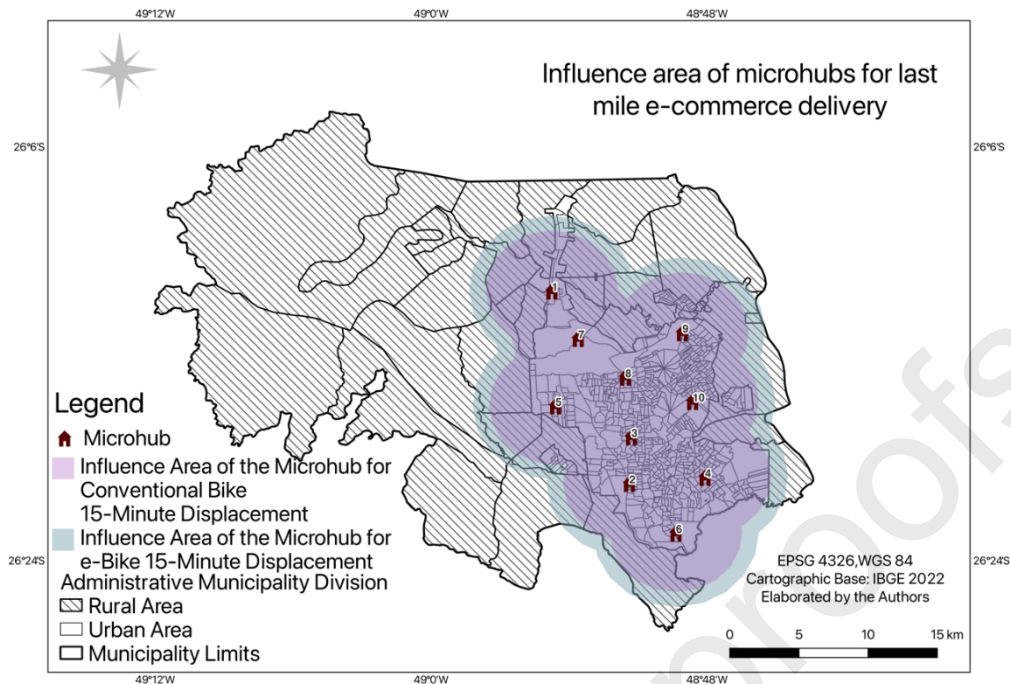 49°12'W 49°0'W 48°48'W
Influence area of microhubs for last
mile e-commerce delivery
26°6'S 26°6'S
1
7
9
8
5
10
3
2
4
6
Legend
Microhub
Influence Area of the Microhub for
Conventional Bike
15-Minute Displacement
Influence Area of the Microhub for
e-Bike 15-Minute Displacement
Administrative Municipality Division
Rural Area
Urban Area
Municipality Limits
26°24'S 26°24'S
EPSG 4326,WGS 84
Cartographic Base: IBGE 2022
Elaborated by the Authors
0 5 10 15 km
49°12'W 49°0'W 48°48'W
proofs